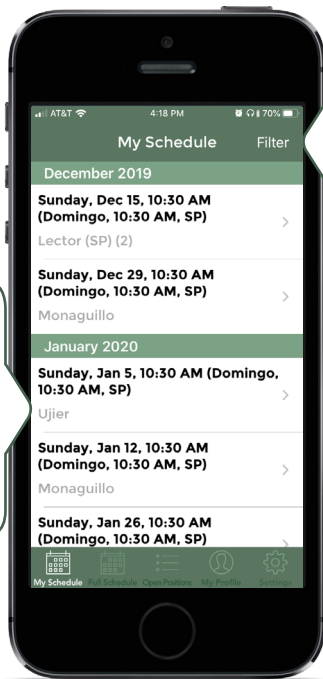 AT&T 4:18 PM 70%
My Schedule Filter
December 2019
Sunday, Dec 15, 10:30 AM
(Domingo, 10:30 AM, SP)
Lector (SP) (2)
Sunday, Dec 29, 10:30 AM
(Domingo, 10:30 AM, SP)
Monaguillo
January 2020
Sunday, Jan 5, 10:30 AM (Domingo,
10:30 AM, SP)
Ujier
Sunday, Jan 12, 10:30 AM
(Domingo, 10:30 AM, SP)
Monaguillo
Sunday, Jan 26, 10:30 AM
(Domingo, 10:30 AM, SP)
My Schedule Full Schedule Open Positions My Profile Settings